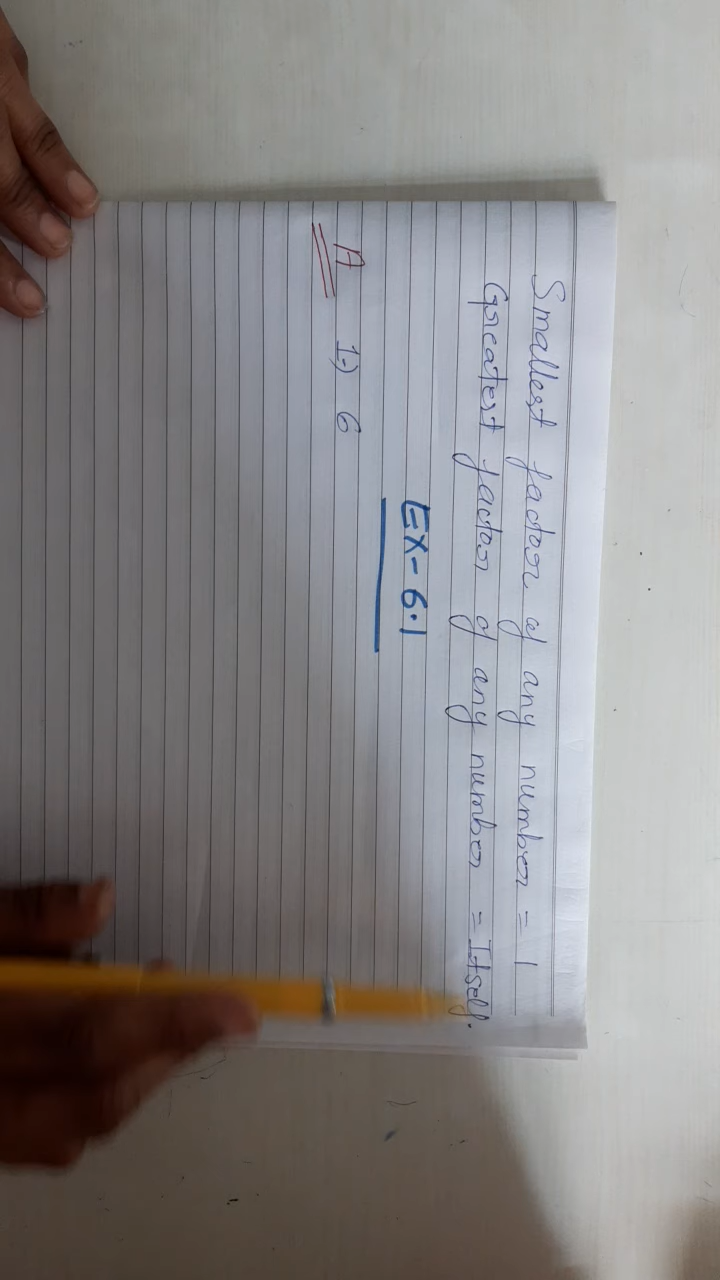 Smallest factor of any number = 1
Greatest factor of any number = Itself.
Ex- 6.1
A 1·) 6